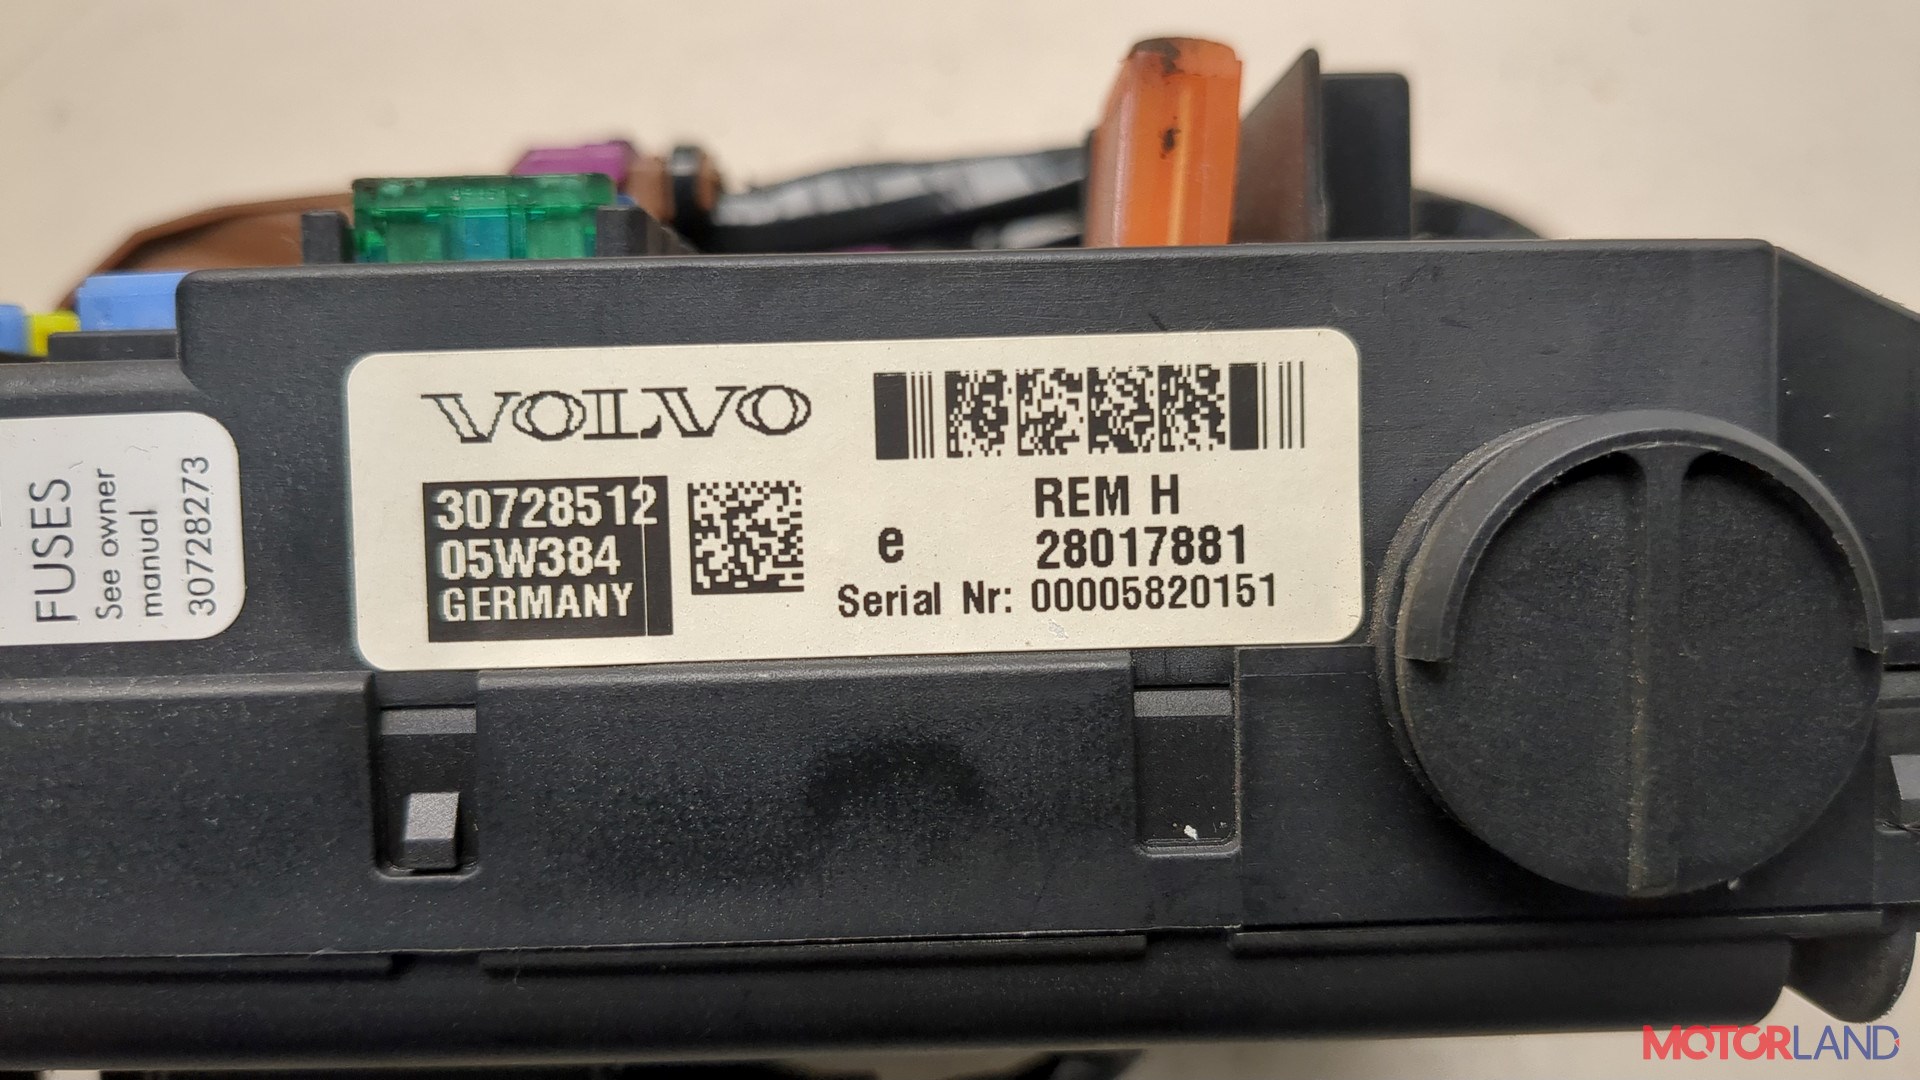 FUSES
See owner
manual
30728273
VOLVO
30728512
05W384
GERMANY
REM H
e 28017881
Serial Nr: 00005820151
MOTORLAND